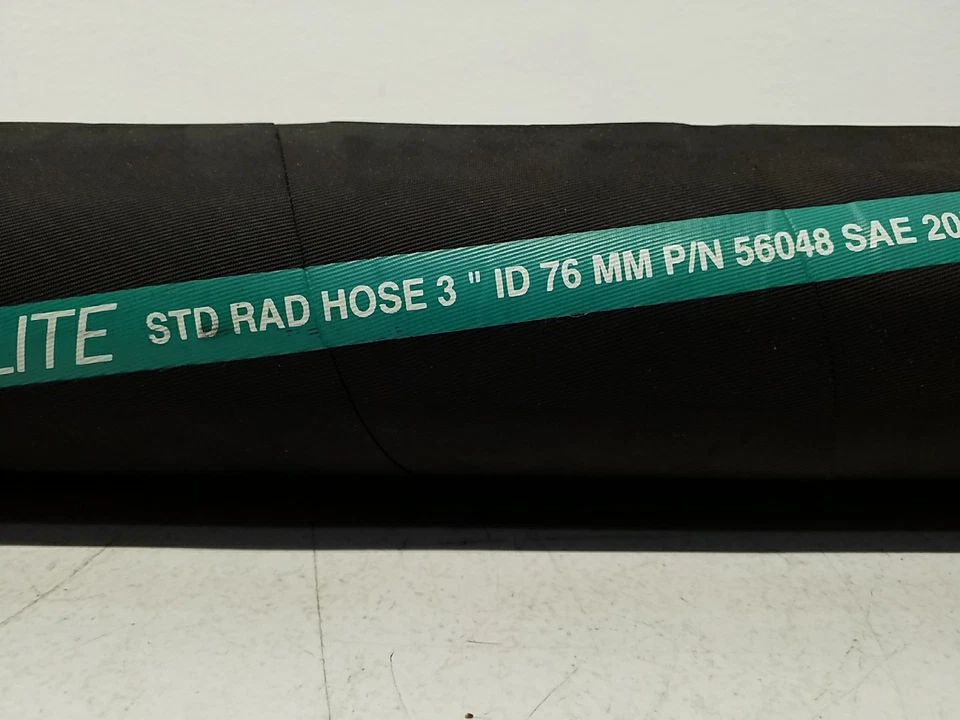 LITE STD RAD HOSE 3 " ID 76 MM P/N 56048 SAE 20